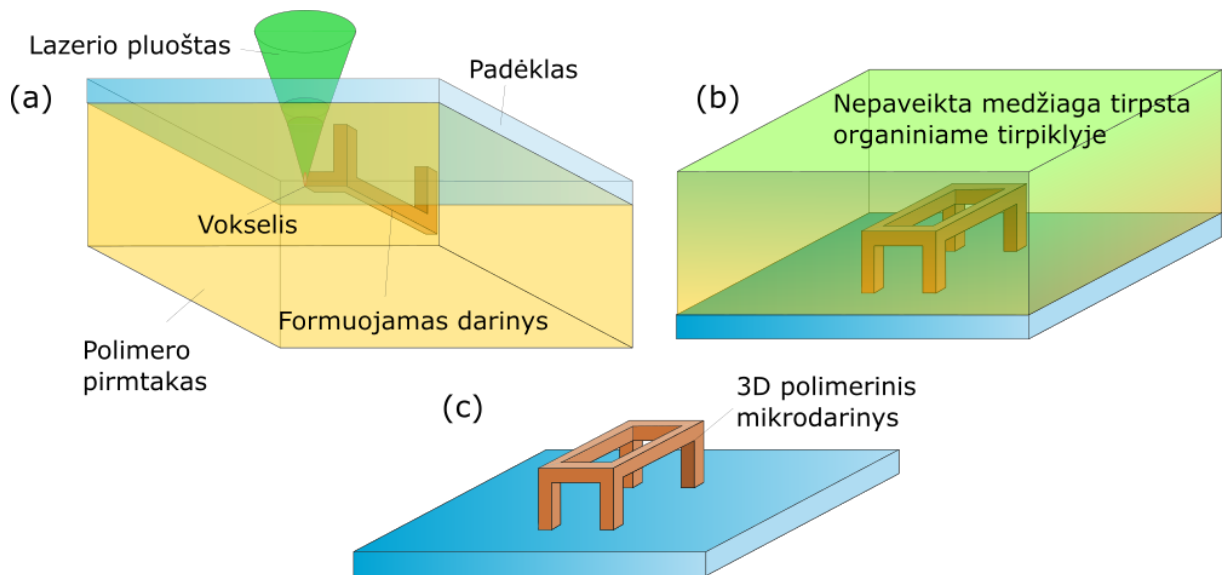 Lazerio pluoštas
Padėklas
(a)
Vokselis
Formuojamas darinys
Polimero
pirmtakas
(b)
Nepaveikta medžiaga tirpsta
organiniame tirpiklyje
(c)
3D polimerinis
mikrodarinys